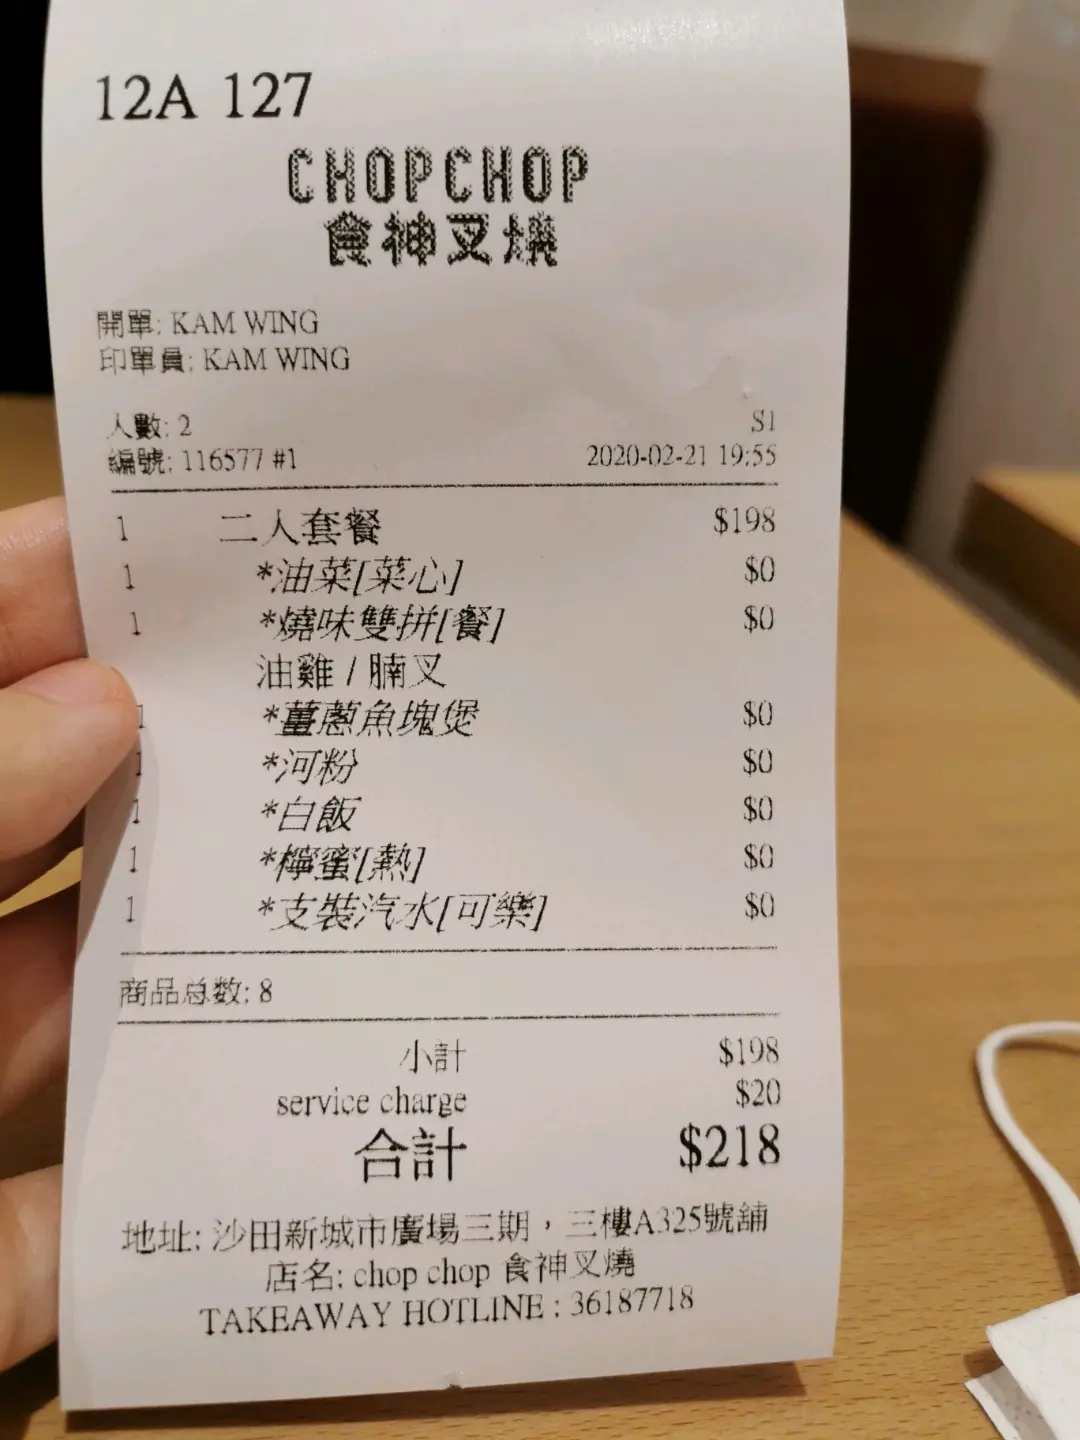 12A 127
CHOPCHOP
食神叉燒
開單: KAM WING
印單員: KAM WING
人數: 2 S1
編號: 116577 #1 2020-02-21 19:55
1 二人套餐 $198
1 *油菜[菜心] $0
1 *燒味雙拼[餐] $0
油雞 / 腩叉
1 *薑蔥魚塊煲 $0
1 *河粉 $0
1 *白飯 $0
1 *檸蜜[熱] $0
1 *支裝汽水[可樂] $0
商品总数: 8
小計 $198
service charge $20
合計 $218
地址: 沙田新城市廣場三期，三樓A325號舖
店名: chop chop 食神叉燒
TAKEAWAY HOTLINE : 36187718